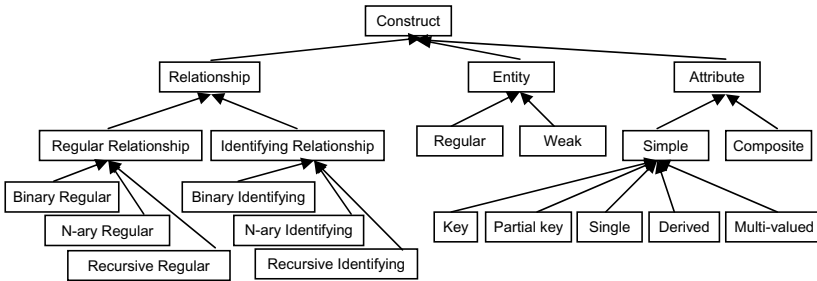 Construct
Relationship
Entity
Attribute
Regular Relationship
Identifying Relationship
Regular
Weak
Simple
Composite
Binary Regular
N-ary Regular
Recursive Regular
Binary Identifying
N-ary Identifying
Recursive Identifying
Key
Partial key
Single
Derived
Multi-valued